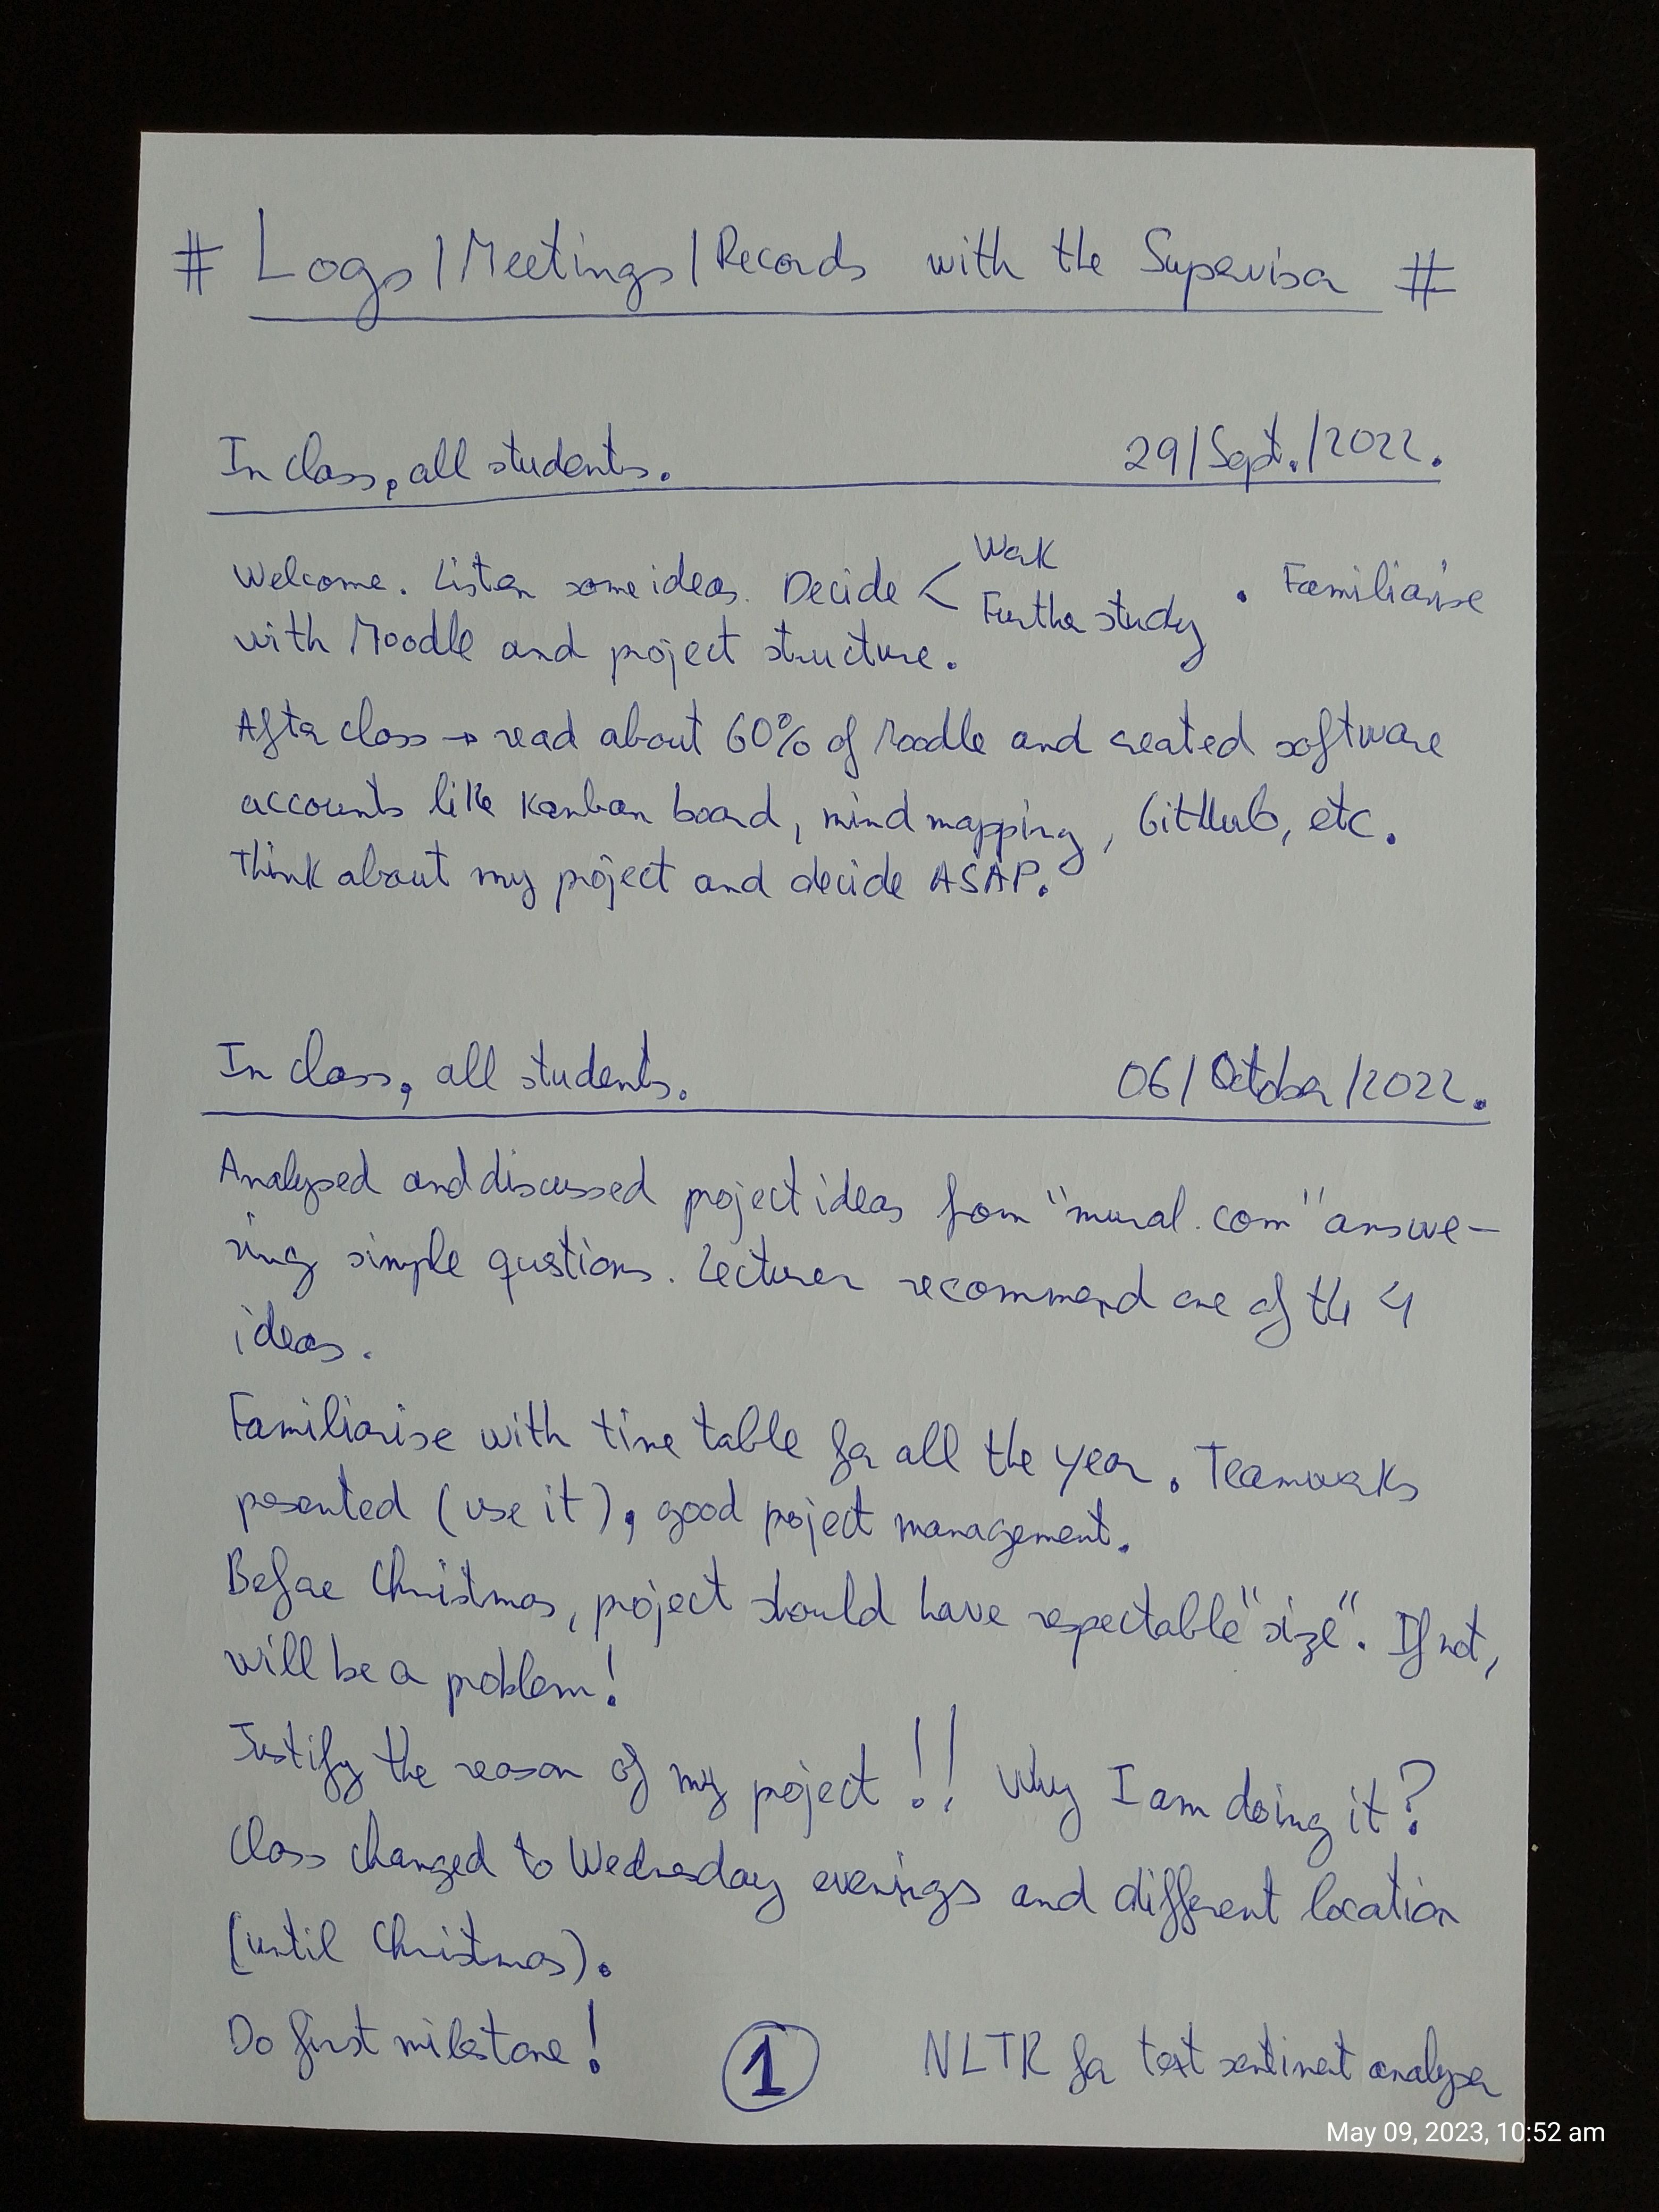 # Logs | Meetings | Records with the Supervisor #
In class, all students. 29/Sept./2022.
Welcome. Listen some ideas. Decide < Work
Further study . Familiarise
with Moodle and project structure.
After class → read about 60% of Moodle and created software
accounts like Kanban board, mind mapping, GitHub, etc.
Think about my project and decide ASAP.
In class, all students. 06/October/2022.
Analysed and discussed project ideas from "mural.com" answe-
ring simple qustions. Lecturer recommend one of the 4
ideas.
Familiarise with time table for all the year. Teamworks
presented (use it), good project management.
Before Christmas, project should have respectable "size". If not,
will be a problem!
Justify the reason of my project!! Why I am doing it?
Class changed to Wednesday evenings and different location
(until Christmas).
Do first milestone! 1 NLTK for text sentiment analyser
May 09, 2023, 10:52 am